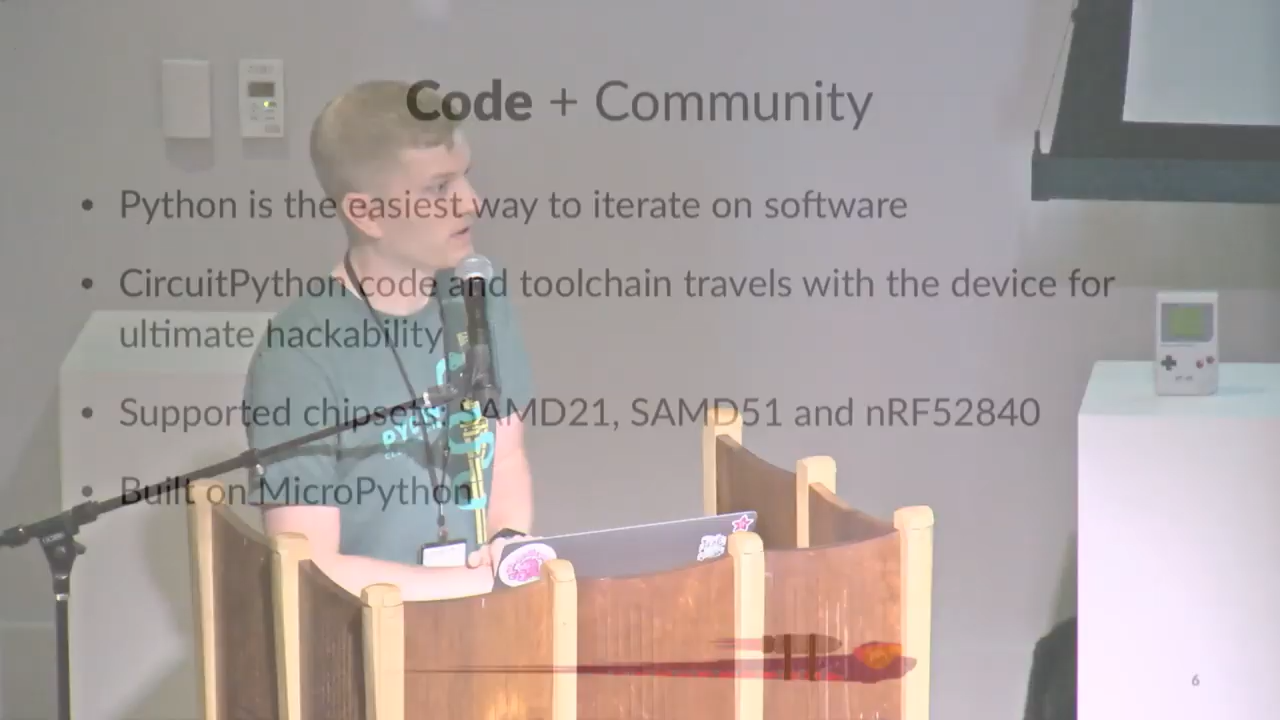 Code + Community
• Python is the easiest way to iterate on software
• CircuitPython code and toolchain travels with the device for
ultimate hackability
• Supported chipsets: SAMD21, SAMD51 and nRF52840
• Built on MicroPython
6